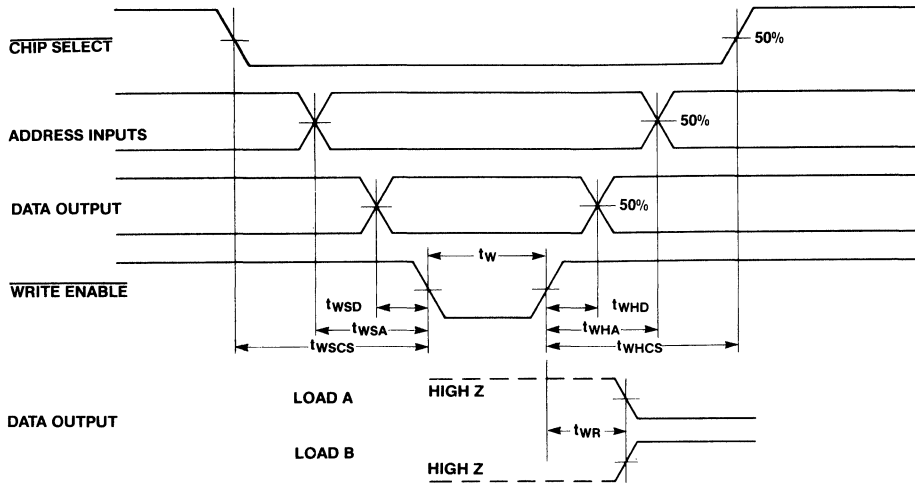 CHIP SELECT
50%
ADDRESS INPUTS
50%
DATA OUTPUT
50%
tW
WRITE ENABLE
tWSD
tWHD
tWSA
tWHA
tWSCS
tWHCS
LOAD A
HIGH Z
DATA OUTPUT
tWR
LOAD B
HIGH Z